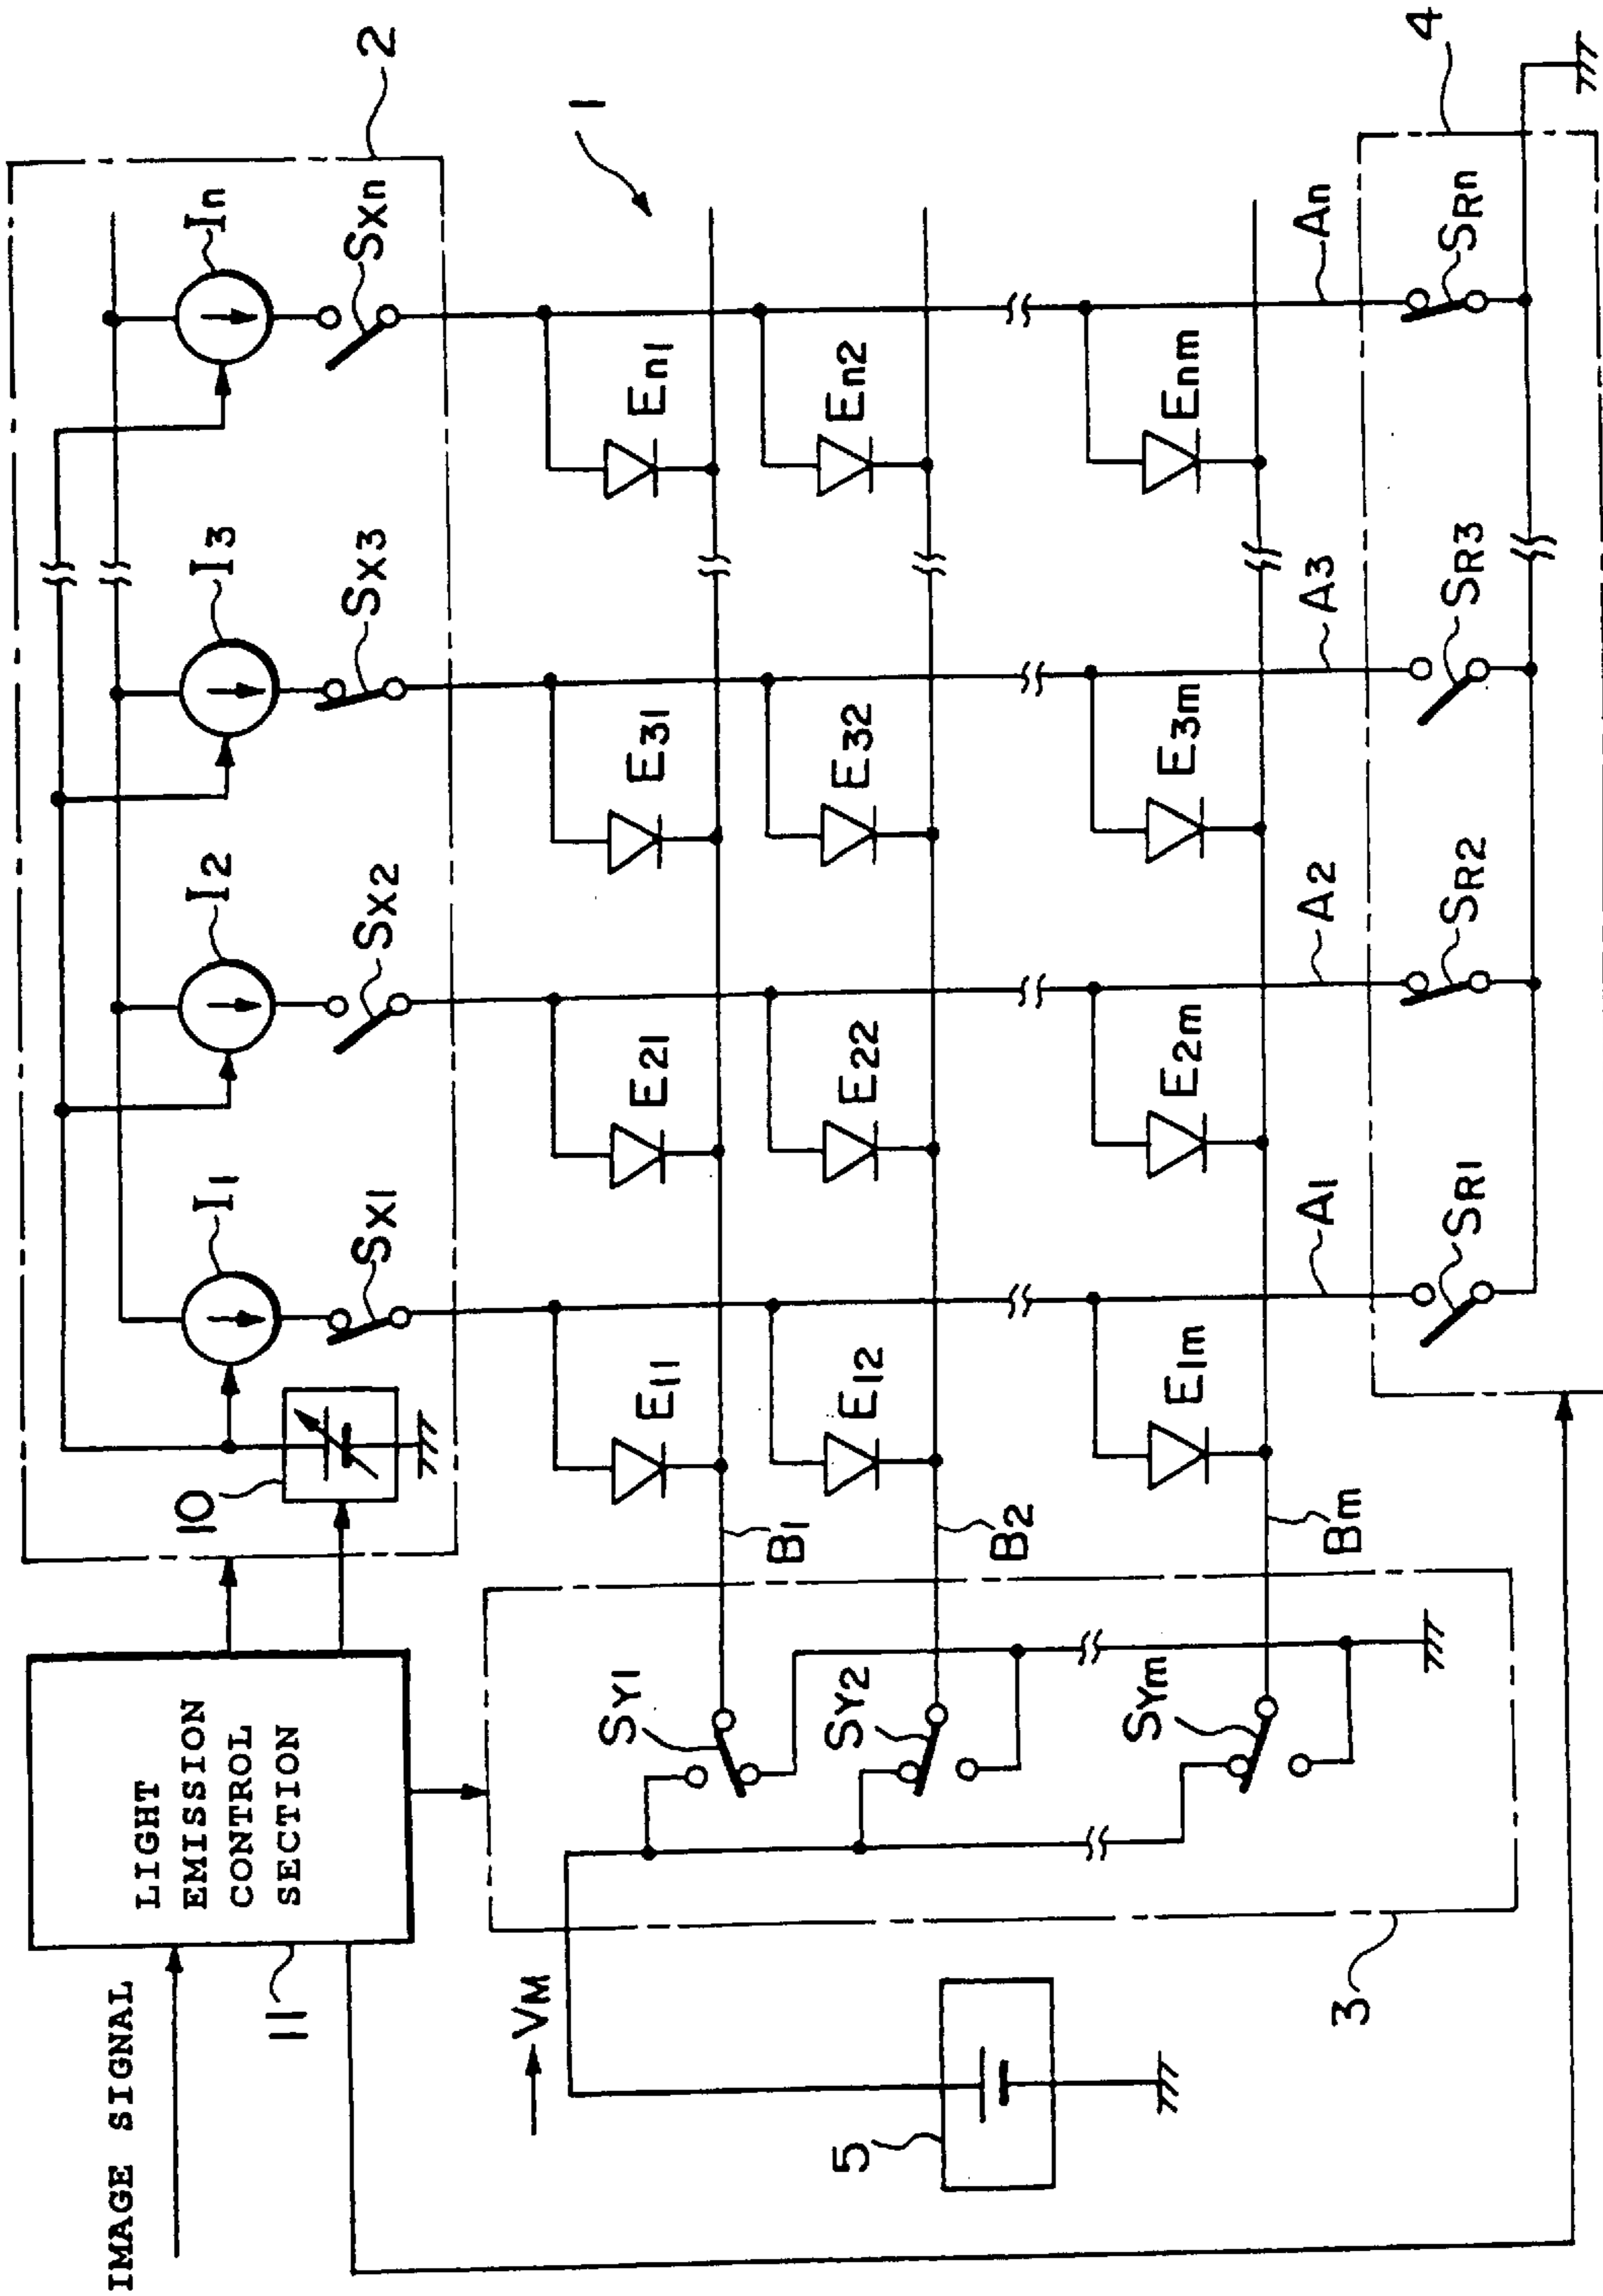 IMAGE SIGNAL
LIGHT
EMISSION
CONTROL
SECTION
11
10
2
I1
I2
I3
In
SX1
SX2
SX3
SXn
1
VM
5
3
SY1
SY2
SYm
B1
B2
Bm
E11
E21
E31
En1
E12
E22
E32
En2
E1m
E2m
E3m
Enm
A1
A2
A3
An
SR1
SR2
SR3
SRn
4